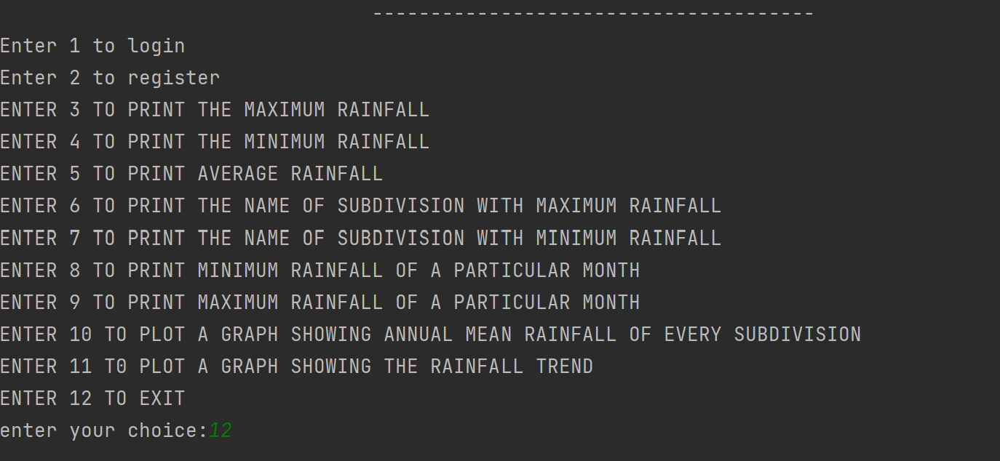 --------------------------------------
Enter 1 to login
Enter 2 to register
ENTER 3 TO PRINT THE MAXIMUM RAINFALL
ENTER 4 TO PRINT THE MINIMUM RAINFALL
ENTER 5 TO PRINT AVERAGE RAINFALL
ENTER 6 TO PRINT THE NAME OF SUBDIVISION WITH MAXIMUM RAINFALL
ENTER 7 TO PRINT THE NAME OF SUBDIVISION WITH MINIMUM RAINFALL
ENTER 8 TO PRINT MINIMUM RAINFALL OF A PARTICULAR MONTH
ENTER 9 TO PRINT MAXIMUM RAINFALL OF A PARTICULAR MONTH
ENTER 10 TO PLOT A GRAPH SHOWING ANNUAL MEAN RAINFALL OF EVERY SUBDIVISION
ENTER 11 T0 PLOT A GRAPH SHOWING THE RAINFALL TREND
ENTER 12 TO EXIT
enter your choice:12